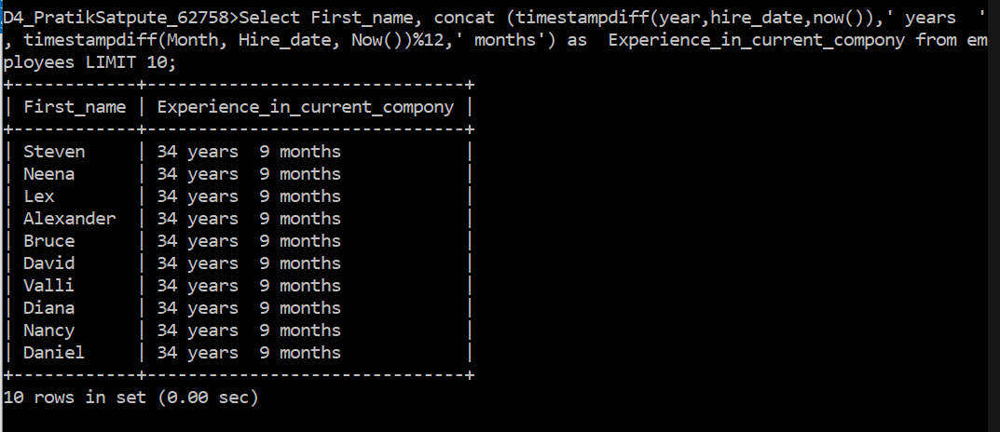 D4_PratikSatpute_62758>Select First_name, concat (timestampdiff(year,hire_date,now()),' years  '
, timestampdiff(Month, Hire_date, Now())%12,' months') as  Experience_in_current_compony from em
ployees LIMIT 10;
+------------+-------------------------------+
| First_name | Experience_in_current_compony |
+------------+-------------------------------+
| Steven     | 34 years  9 months            |
| Neena      | 34 years  9 months            |
| Lex        | 34 years  9 months            |
| Alexander  | 34 years  9 months            |
| Bruce      | 34 years  9 months            |
| David      | 34 years  9 months            |
| Valli      | 34 years  9 months            |
| Diana      | 34 years  9 months            |
| Nancy      | 34 years  9 months            |
| Daniel     | 34 years  9 months            |
+------------+-------------------------------+
10 rows in set (0.00 sec)